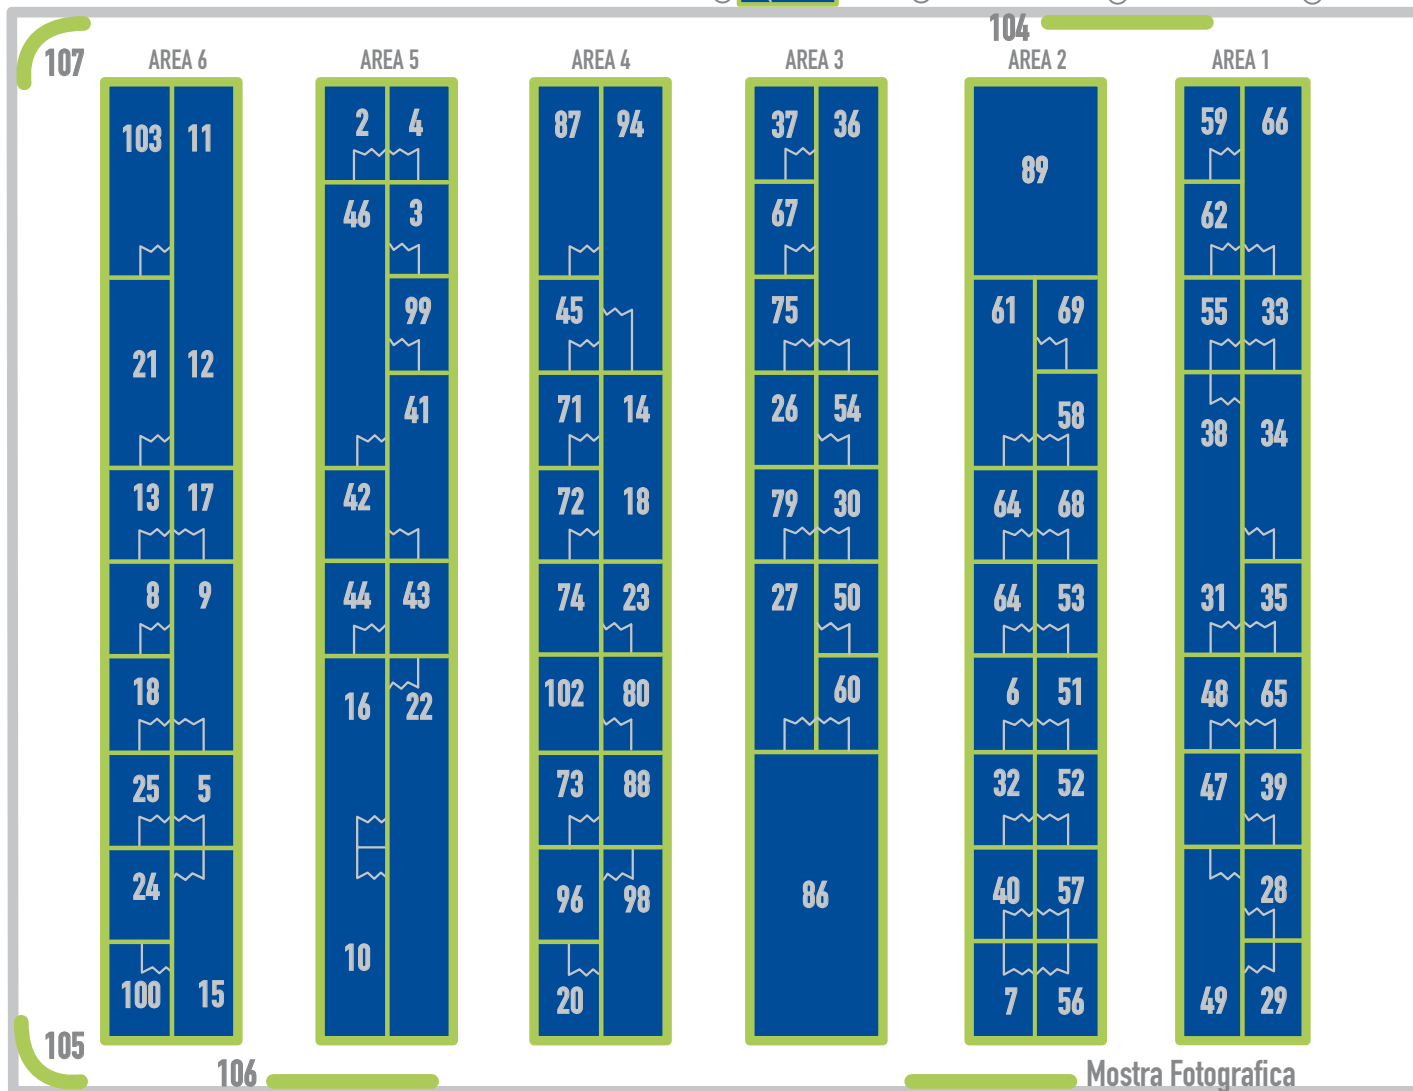 104
107
AREA 6 AREA 5 AREA 4 AREA 3 AREA 2 AREA 1
103 11 2 4 87 94 37 36 89 59 66
46 3 67 62
21 12 99 45 75 61 69 55 33
41 71 14 26 54 58 38 34
13 17 42 72 18 79 30 64 68
8 9 44 43 74 23 27 50 64 53 31 35
18 16 22 102 80 60 6 51 48 65
25 5 73 88 32 52 47 39
24 96 98 86 40 57 28
100 15 10 20 7 56 49 29
105
106 Mostra Fotografica